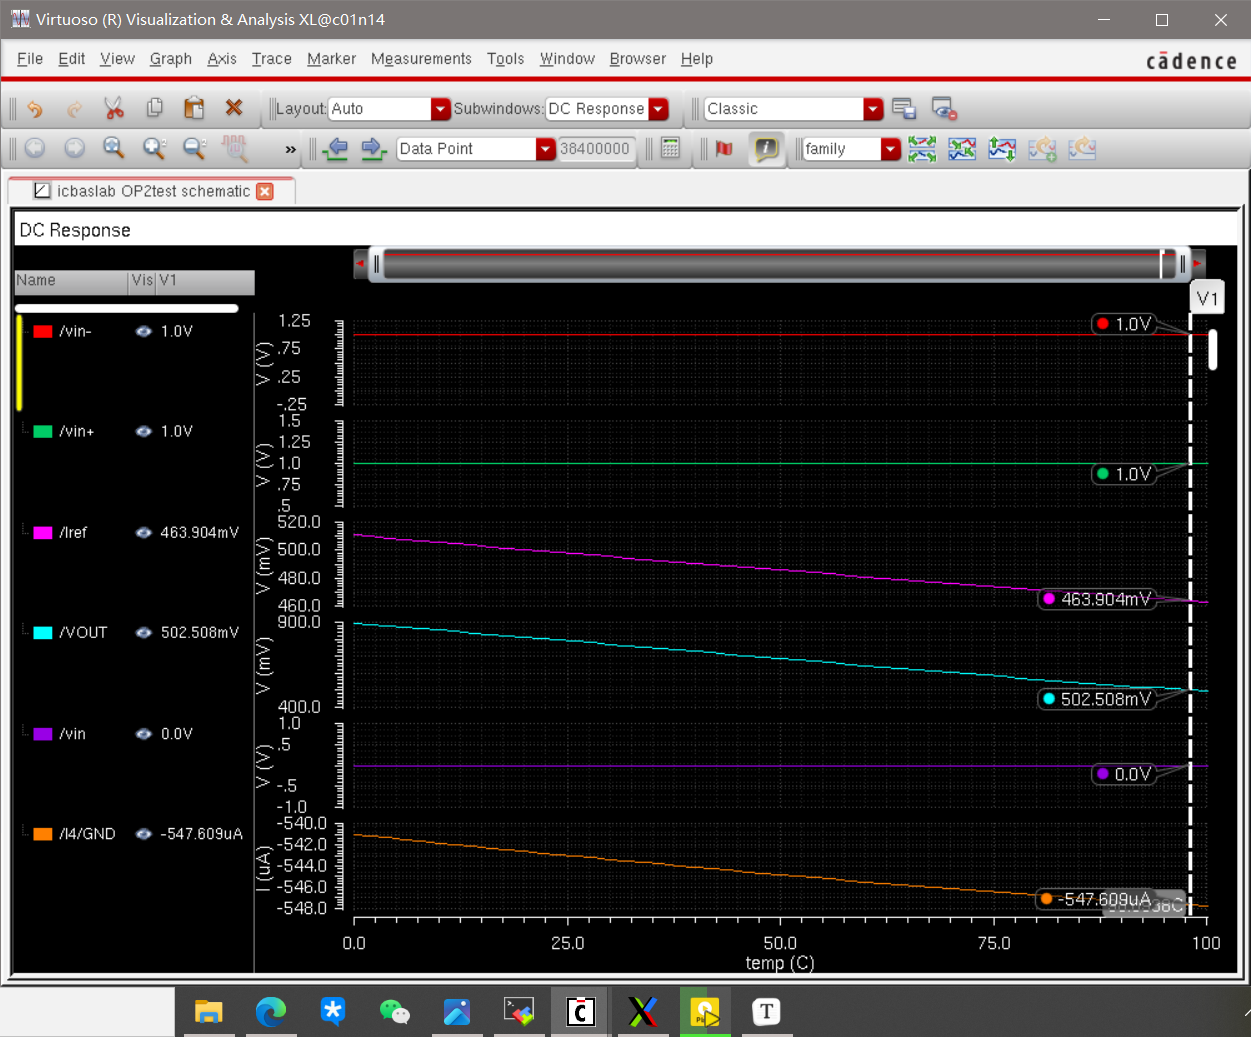 Virtuoso (R) Visualization & Analysis XL@c01n14
File Edit View Graph Axis Trace Marker Measurements Tools Window Browser Help
cādence
Layout: Auto Subwindows: DC Response Classic
» Data Point 38400000 family
icbaslab OP2test schematic
DC Response
Name Vis V1
V1
/vin- 1.0V
1.25
.75
.25
-.25
V (V)
1.0V
/vin+ 1.0V
1.5
1.25
1.0
.75
.5
V (V)
1.0V
/Iref 463.904mV
520.0
500.0
480.0
460.0
V (mV)
463.904mV
/VOUT 502.508mV
900.0
400.0
V (mV)
502.508mV
/vin 0.0V
1.0
.5
-.5
-1.0
V (V)
0.0V
/I4/GND -547.609uA
-540.0
-542.0
-544.0
-546.0
-548.0
I (uA)
-547.609uA
0.0 25.0 50.0 75.0 100
temp (C)
C X T